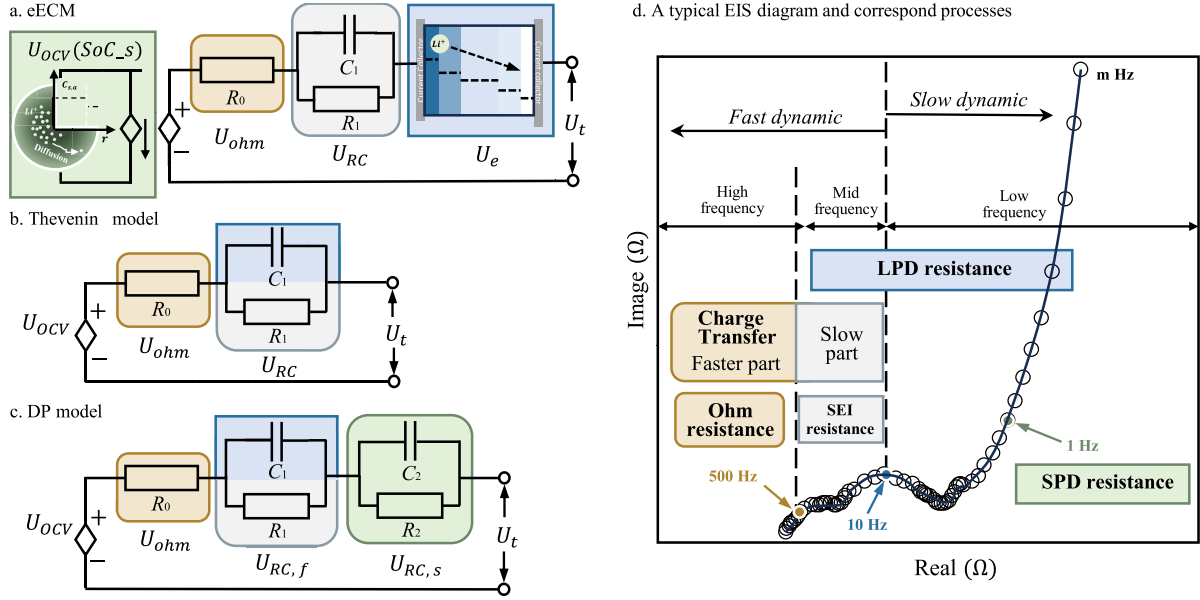 a. eECM
U_OCV(SoC_s)
C_s,a
Li⁺
r
Diffusion
+
−
R₀
U_ohm
C₁
R₁
U_RC
Current Collector
Li⁺
Current collector
U_e
U_t
b. Thevenin model
U_OCV
+
−
R₀
U_ohm
C₁
R₁
U_RC
U_t
c. DP model
U_OCV
+
−
R₀
U_ohm
C₁
R₁
U_RC,f
C₂
R₂
U_RC,s
U_t
d. A typical EIS diagram and correspond processes
m Hz
Fast dynamic
Slow dynamic
High
frequency
Mid
frequency
Low
frequency
LPD resistance
Charge
Transfer
Faster part
Slow
part
Ohm
resistance
SEI
resistance
500 Hz
10 Hz
1 Hz
SPD resistance
Image (Ω)
Real (Ω)